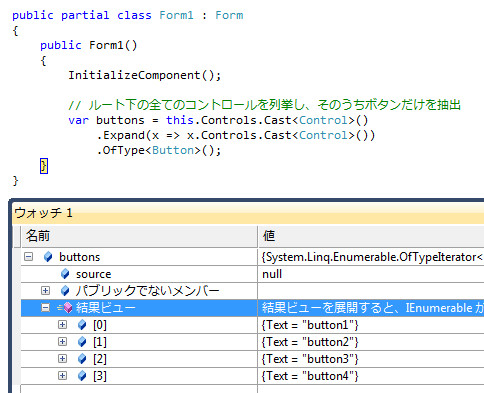 public partial class Form1 : Form
{
public Form1()
{
InitializeComponent();
// ルート下の全てのコントロールを列挙し、そのうちボタンだけを抽出
var buttons = this.Controls.Cast<Control>()
.Expand(x => x.Controls.Cast<Control>())
.OfType<Button>();
}
}
ウォッチ 1
名前 値
buttons {System.Linq.Enumerable.OfTypeIterator<
source null
パブリックでないメンバー
結果ビュー 結果ビューを展開すると、IEnumerable が
[0] {Text = "button1"}
[1] {Text = "button2"}
[2] {Text = "button3"}
[3] {Text = "button4"}